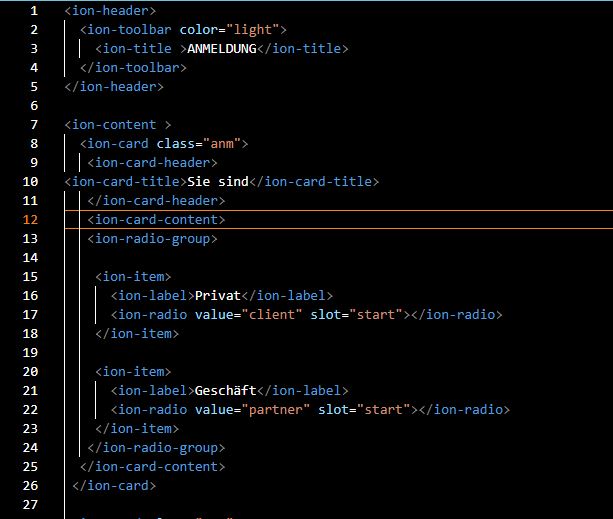 1 <ion-header>
2 <ion-toolbar color="light">
3 <ion-title >ANMELDUNG</ion-title>
4 </ion-toolbar>
5 </ion-header>
6
7 <ion-content >
8 <ion-card class="anm">
9 <ion-card-header>
10 <ion-card-title>Sie sind</ion-card-title>
11 </ion-card-header>
12 <ion-card-content>
13 <ion-radio-group>
14
15 <ion-item>
16 <ion-label>Privat</ion-label>
17 <ion-radio value="client" slot="start"></ion-radio>
18 </ion-item>
19
20 <ion-item>
21 <ion-label>Geschäft</ion-label>
22 <ion-radio value="partner" slot="start"></ion-radio>
23 </ion-item>
24 </ion-radio-group>
25 </ion-card-content>
26 </ion-card>
27